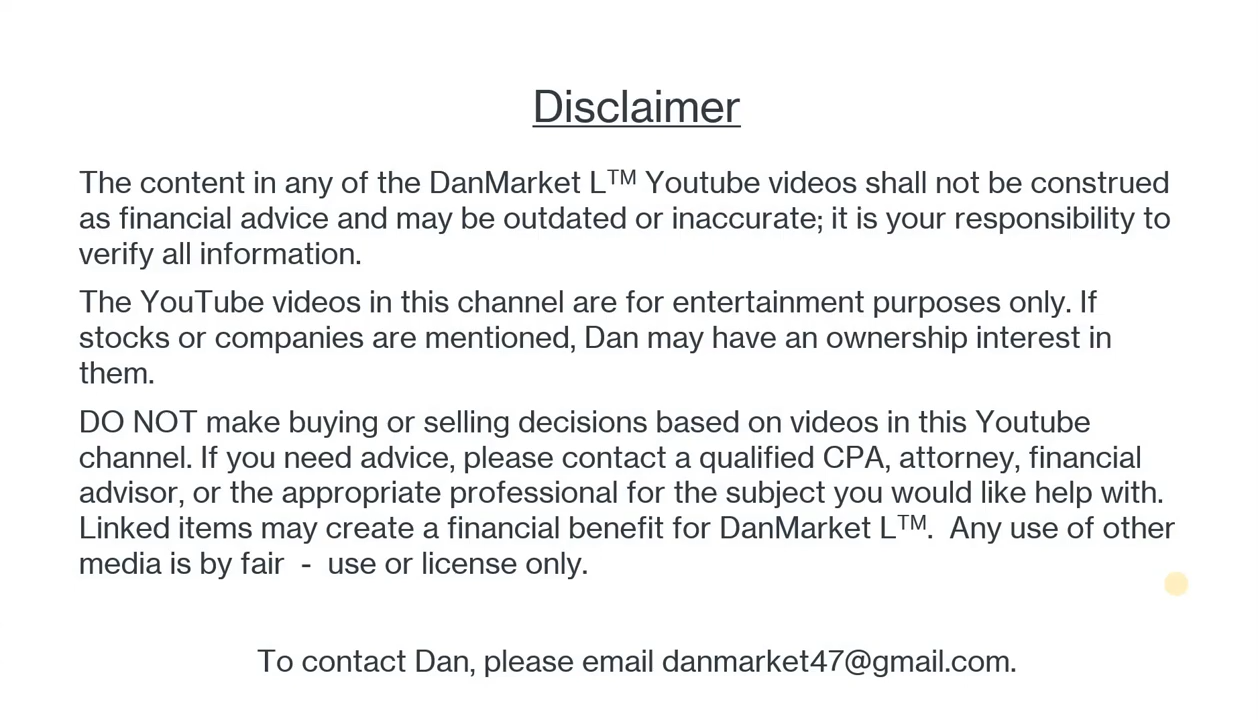 Disclaimer
The content in any of the DanMarket L™ Youtube videos shall not be construed
as financial advice and may be outdated or inaccurate; it is your responsibility to
verify all information.
The YouTube videos in this channel are for entertainment purposes only. If
stocks or companies are mentioned, Dan may have an ownership interest in
them.
DO NOT make buying or selling decisions based on videos in this Youtube
channel. If you need advice, please contact a qualified CPA, attorney, financial
advisor, or the appropriate professional for the subject you would like help with.
Linked items may create a financial benefit for DanMarket L™.  Any use of other
media is by fair  -  use or license only.
To contact Dan, please email danmarket47@gmail.com.